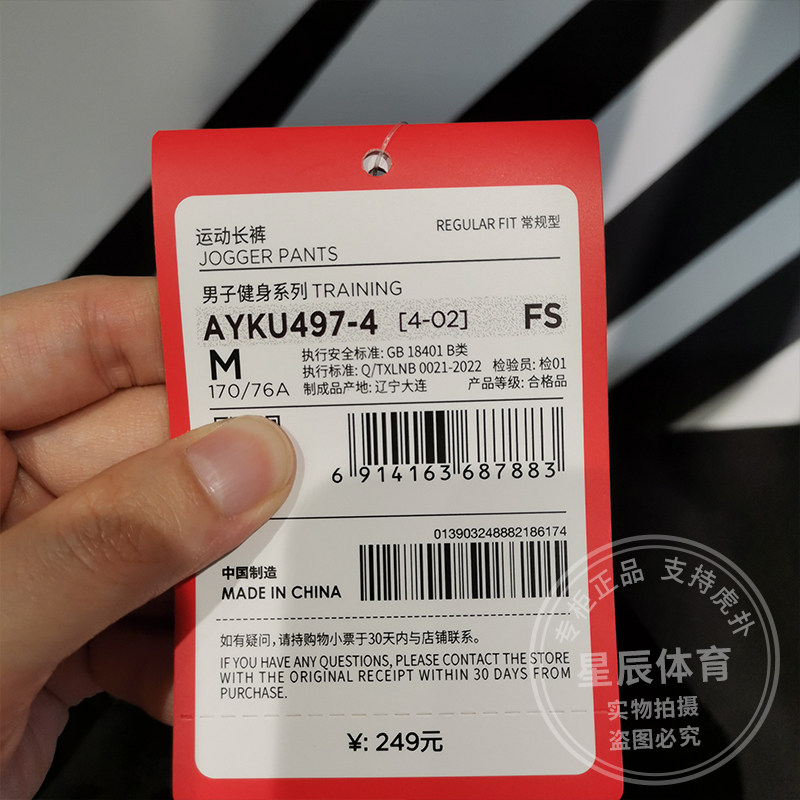 运动长裤
REGULAR FIT 常规型
JOGGER PANTS
男子健身系列 TRAINING
AYKU497-4 [4-02] FS
M
170/76A
执行安全标准: GB 18401 B类
执行标准: Q/TXLNB 0021-2022 检验员: 检01
制成品产地: 辽宁大连 产品等级: 合格品
6 914163 687883
013903248882186174
中国制造
MADE IN CHINA
如有疑问，请持购物小票于30天内与店铺联系。
IF YOU HAVE ANY QUESTIONS, PLEASE CONTACT THE STORE
WITH THE ORIGINAL RECEIPT WITHIN 30 DAYS FROM
PURCHASE.
¥: 249元
专柜正品 支持虎扑
星辰体育
实物拍摄
盗图必究